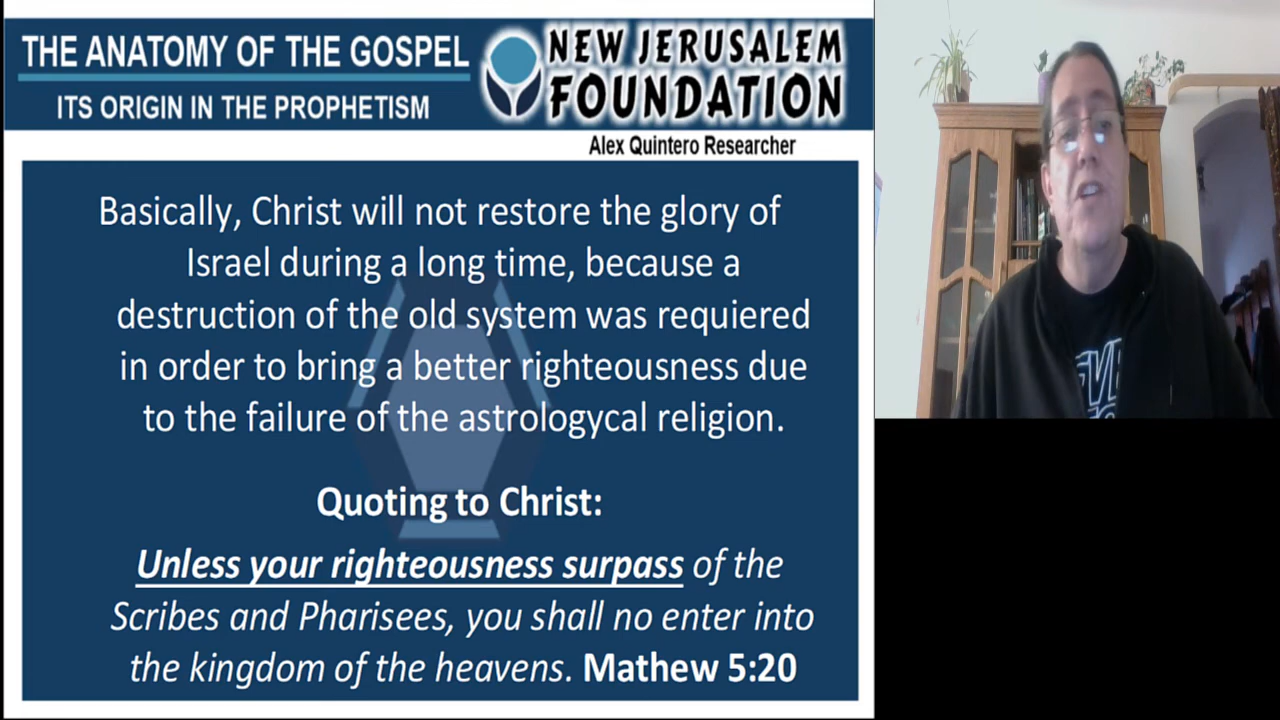 THE ANATOMY OF THE GOSPEL
ITS ORIGIN IN THE PROPHETISM
NEW JERUSALEM
FOUNDATION
Alex Quintero Researcher
Basically, Christ will not restore the glory of
Israel during a long time, because a
destruction of the old system was requiered
in order to bring a better righteousness due
to the failure of the astrologycal religion.
Quoting to Christ:
Unless your righteousness surpass of the
Scribes and Pharisees, you shall no enter into
the kingdom of the heavens. Mathew 5:20